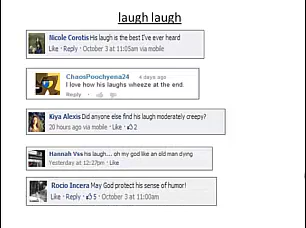 laugh laugh
Nicole Corotis His laugh is the best I've ever heard
Like · Reply · October 3 at 11:05am via mobile
ChaosPoochyena24 4 days ago
I love how his laughs wheeze at the end.
Reply ·
Kiya Alexis Did anyone else find his laugh moderately creepy?
20 hours ago via mobile · Like · 2
Hannah Vss his laugh... oh my god like an old man dying
Yesterday at 12:27pm · Like
Rocio Incera May God protect his sense of humor!
Like · Reply · 5 · October 3 at 11:00am